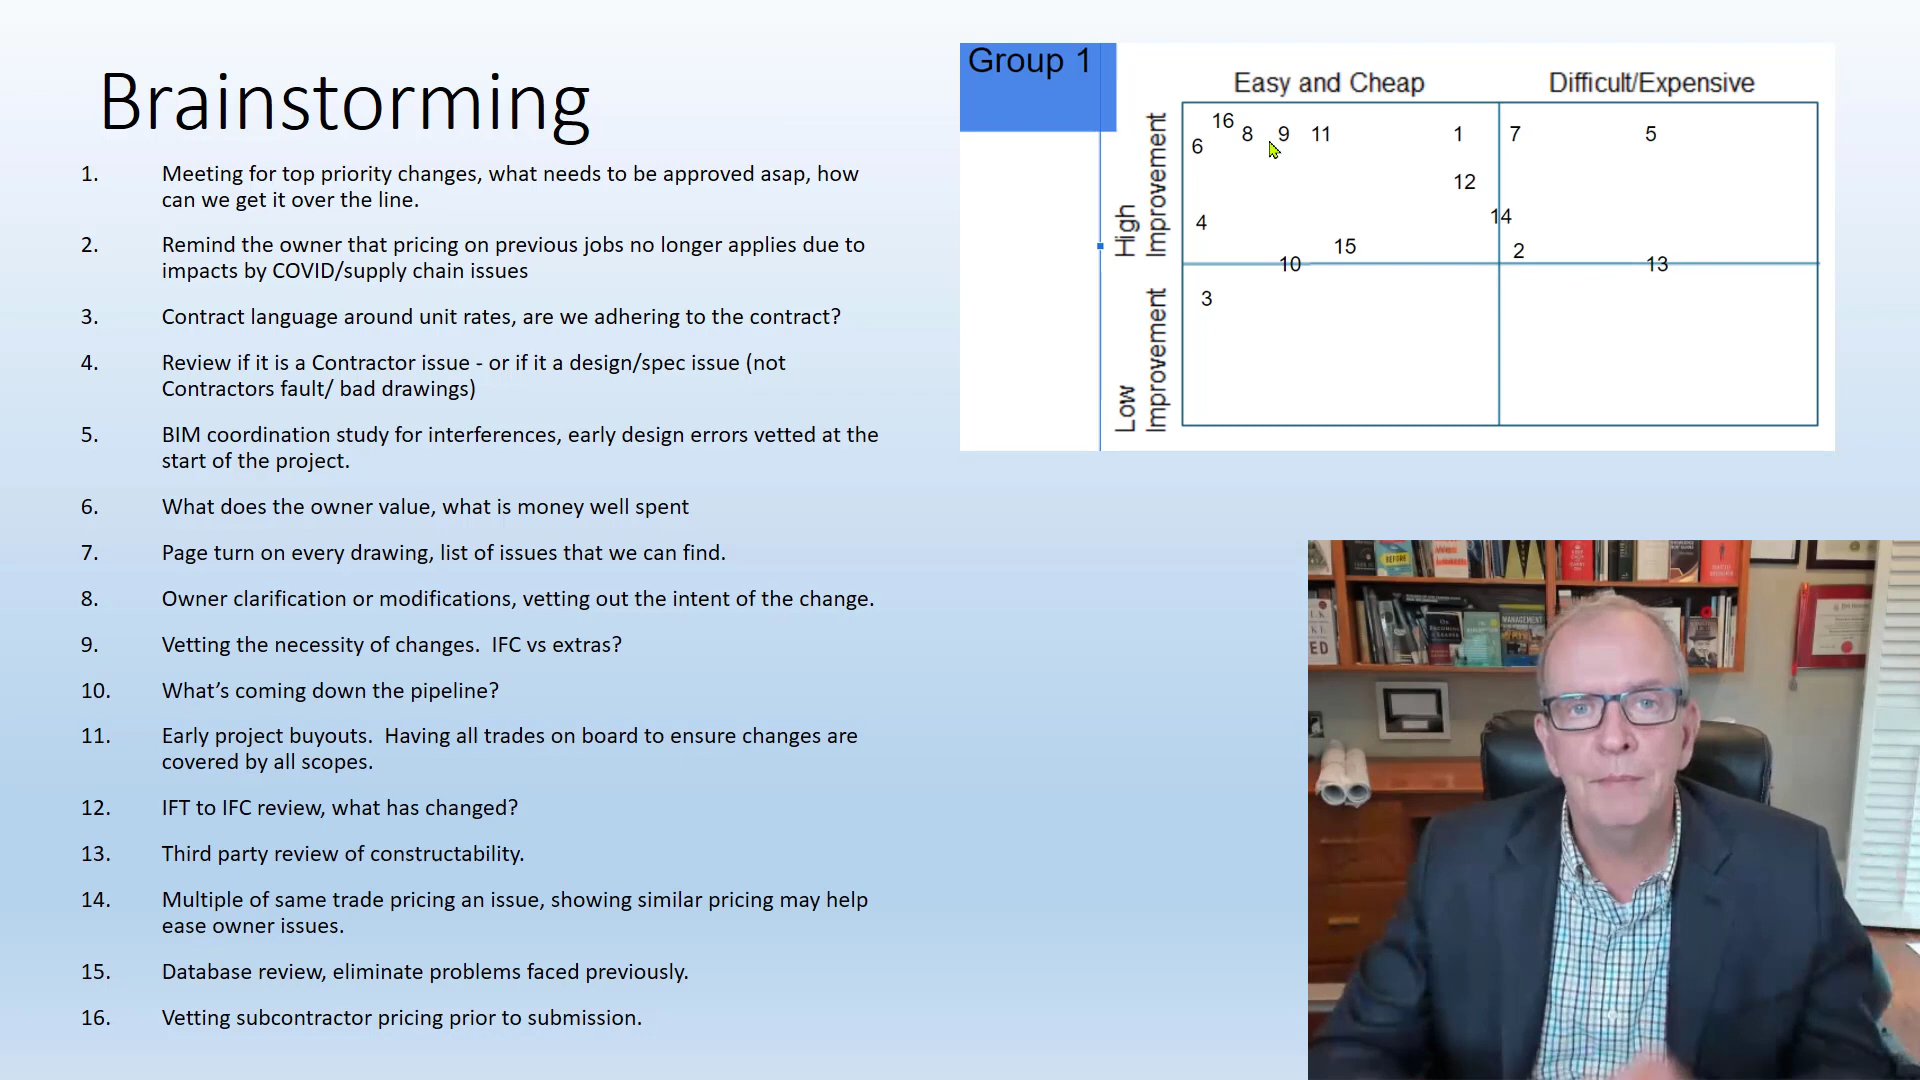 Brainstorming
1. Meeting for top priority changes, what needs to be approved asap, how
can we get it over the line.
2. Remind the owner that pricing on previous jobs no longer applies due to
impacts by COVID/supply chain issues
3. Contract language around unit rates, are we adhering to the contract?
4. Review if it is a Contractor issue - or if it a design/spec issue (not
Contractors fault/ bad drawings)
5. BIM coordination study for interferences, early design errors vetted at the
start of the project.
6. What does the owner value, what is money well spent
7. Page turn on every drawing, list of issues that we can find.
8. Owner clarification or modifications, vetting out the intent of the change.
9. Vetting the necessity of changes.  IFC vs extras?
10. What’s coming down the pipeline?
11. Early project buyouts.  Having all trades on board to ensure changes are
covered by all scopes.
12. IFT to IFC review, what has changed?
13. Third party review of constructability.
14. Multiple of same trade pricing an issue, showing similar pricing may help
ease owner issues.
15. Database review, eliminate problems faced previously.
16. Vetting subcontractor pricing prior to submission.
Group 1
Easy and Cheap
Difficult/Expensive
High
Improvement
Low
Improvement
16
8
9
11
1
7
5
6
12
4
14
15
2
10
13
3
BEFORE
MANAGEMENT